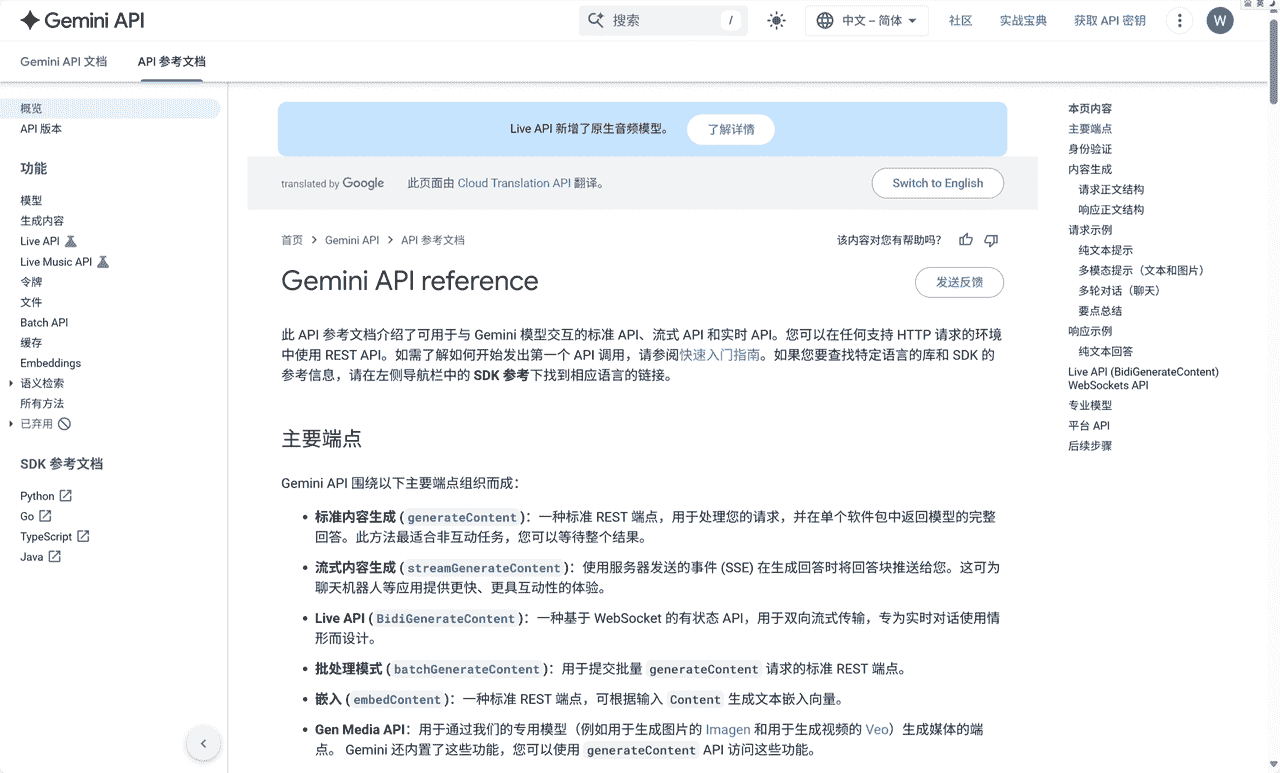 Gemini API
搜索
/
中文 – 简体
社区
实战宝典
获取 API 密钥
W
Gemini API 文档
API 参考文档
概览
API 版本
功能
模型
生成内容
Live API
Live Music API
令牌
文件
Batch API
缓存
Embeddings
语义检索
所有方法
已弃用
SDK 参考文档
Python
Go
TypeScript
Java
Live API 新增了原生音频模型。
了解详情
translated by Google
此页面由 Cloud Translation API 翻译。
Switch to English
首页
Gemini API
API 参考文档
该内容对您有帮助吗？
Gemini API reference
发送反馈
此 API 参考文档介绍了可用于与 Gemini 模型交互的标准 API、流式 API 和实时 API。您可以在任何支持 HTTP 请求的环境
中使用 REST API。如需了解如何开始发出第一个 API 调用，请参阅快速入门指南。如果您要查找特定语言的库和 SDK 的
参考信息，请在左侧导航栏中的 SDK 参考下找到相应语言的链接。
主要端点
Gemini API 围绕以下主要端点组织而成：
• 标准内容生成 (generateContent)：一种标准 REST 端点，用于处理您的请求，并在单个软件包中返回模型的完整
回答。此方法最适合非互动任务，您可以等待整个结果。
• 流式内容生成 (streamGenerateContent)：使用服务器发送的事件 (SSE) 在生成回答时将回答块推送给您。这可为
聊天机器人等应用提供更快、更具互动性的体验。
• Live API (BidiGenerateContent)：一种基于 WebSocket 的有状态 API，用于双向流式传输，专为实时对话使用情
形而设计。
• 批处理模式 (batchGenerateContent)：用于提交批量 generateContent 请求的标准 REST 端点。
• 嵌入 (embedContent)：一种标准 REST 端点，可根据输入 Content 生成文本嵌入向量。
• Gen Media API：用于通过我们的专用模型（例如用于生成图片的 Imagen 和用于生成视频的 Veo）生成媒体的端
点。 Gemini 还内置了这些功能，您可以使用 generateContent API 访问这些功能。
本页内容
主要端点
身份验证
内容生成
请求正文结构
响应正文结构
请求示例
纯文本提示
多模态提示（文本和图片）
多轮对话（聊天）
要点总结
响应示例
纯文本回答
Live API (BidiGenerateContent)
WebSockets API
专业模型
平台 API
后续步骤